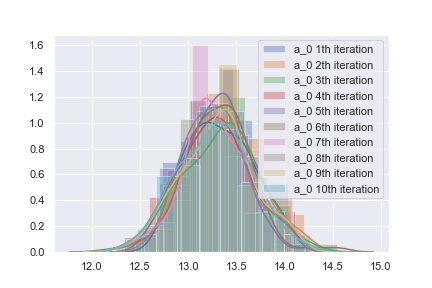 1.6
1.4
1.2
1.0
0.8
0.6
0.4
0.2
0.0
12.0 12.5 13.0 13.5 14.0 14.5 15.0
a_0 1th iteration
a_0 2th iteration
a_0 3th iteration
a_0 4th iteration
a_0 5th iteration
a_0 6th iteration
a_0 7th iteration
a_0 8th iteration
a_0 9th iteration
a_0 10th iteration